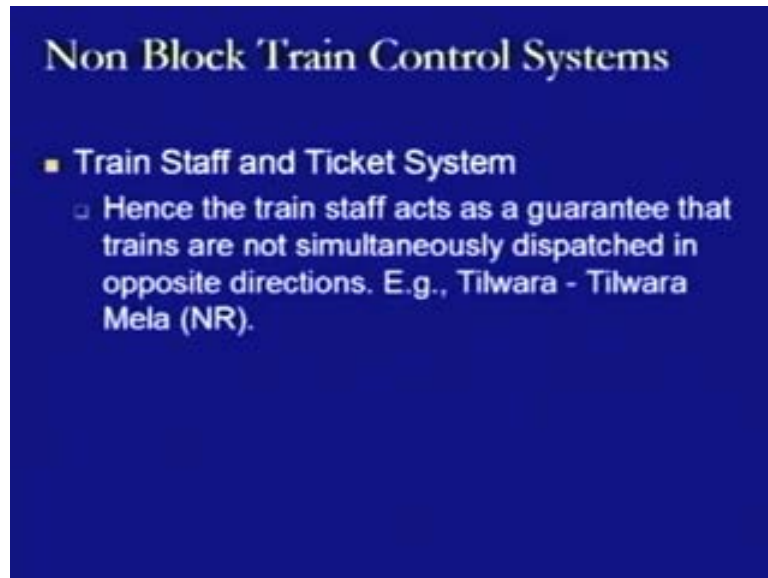 Non Block Train Control Systems
Train Staff and Ticket System
Hence the train staff acts as a guarantee that
trains are not simultaneously dispatched in
opposite directions. E.g., Tilwara - Tilwara
Mela (NR).